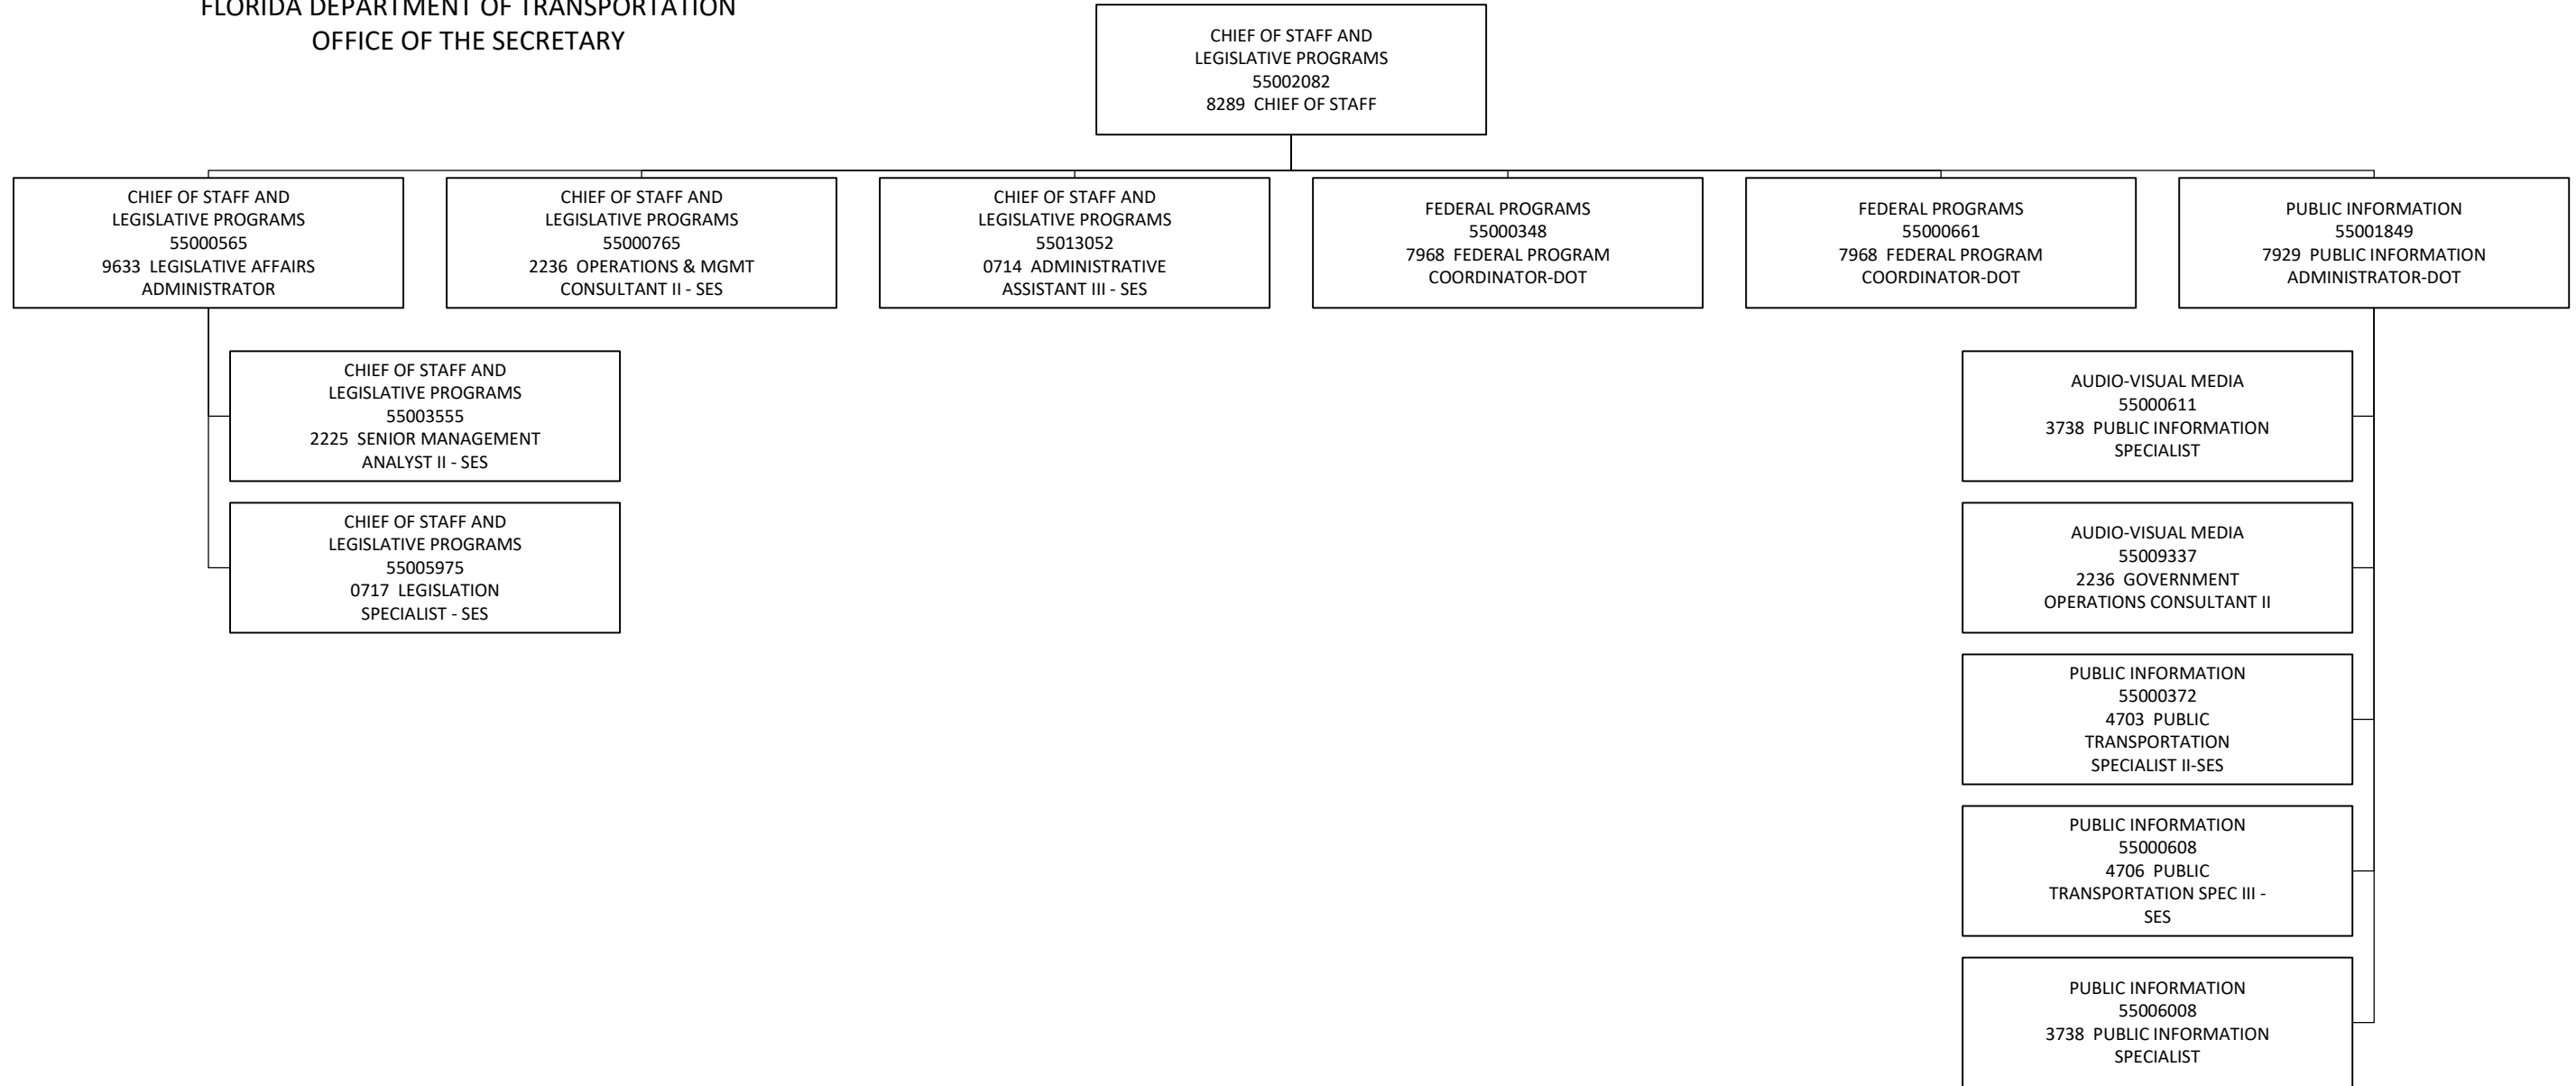 FLORIDA DEPARTMENT OF TRANSPORTATION
OFFICE OF THE SECRETARY
CHIEF OF STAFF AND
LEGISLATIVE PROGRAMS
55002082
8289 CHIEF OF STAFF
CHIEF OF STAFF AND
LEGISLATIVE PROGRAMS
55000565
9633 LEGISLATIVE AFFAIRS
ADMINISTRATOR
CHIEF OF STAFF AND
LEGISLATIVE PROGRAMS
55000765
2236 OPERATIONS & MGMT
CONSULTANT II - SES
CHIEF OF STAFF AND
LEGISLATIVE PROGRAMS
55013052
0714 ADMINISTRATIVE
ASSISTANT III - SES
FEDERAL PROGRAMS
55000348
7968 FEDERAL PROGRAM
COORDINATOR-DOT
FEDERAL PROGRAMS
55000661
7968 FEDERAL PROGRAM
COORDINATOR-DOT
PUBLIC INFORMATION
55001849
7929 PUBLIC INFORMATION
ADMINISTRATOR-DOT
CHIEF OF STAFF AND
LEGISLATIVE PROGRAMS
55003555
2225 SENIOR MANAGEMENT
ANALYST II - SES
CHIEF OF STAFF AND
LEGISLATIVE PROGRAMS
55005975
0717 LEGISLATION
SPECIALIST - SES
AUDIO-VISUAL MEDIA
55000611
3738 PUBLIC INFORMATION
SPECIALIST
AUDIO-VISUAL MEDIA
55009337
2236 GOVERNMENT
OPERATIONS CONSULTANT II
PUBLIC INFORMATION
55000372
4703 PUBLIC
TRANSPORTATION
SPECIALIST II-SES
PUBLIC INFORMATION
55000608
4706 PUBLIC
TRANSPORTATION SPEC III -
SES
PUBLIC INFORMATION
55006008
3738 PUBLIC INFORMATION
SPECIALIST